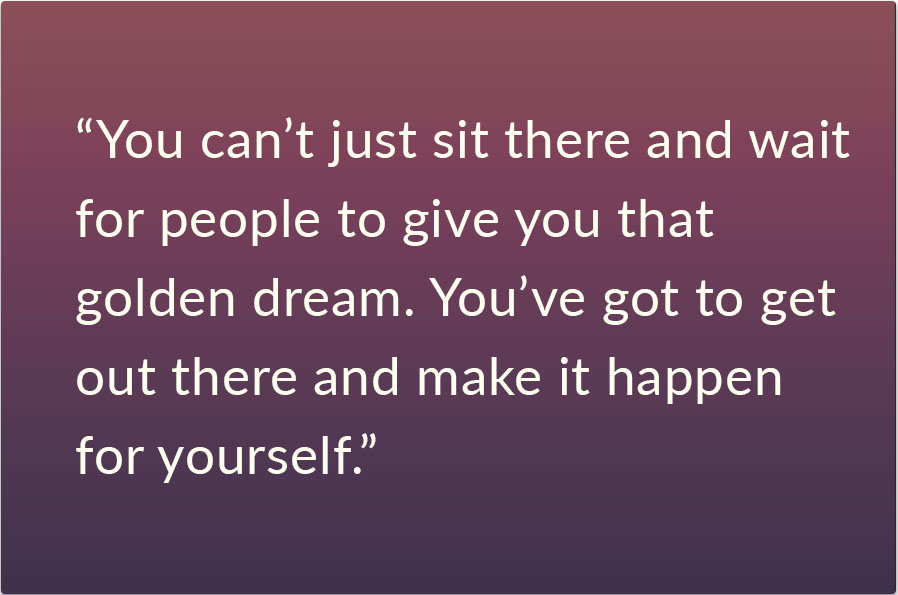 “You can’t just sit there and wait
for people to give you that
golden dream. You’ve got to get
out there and make it happen
for yourself.”